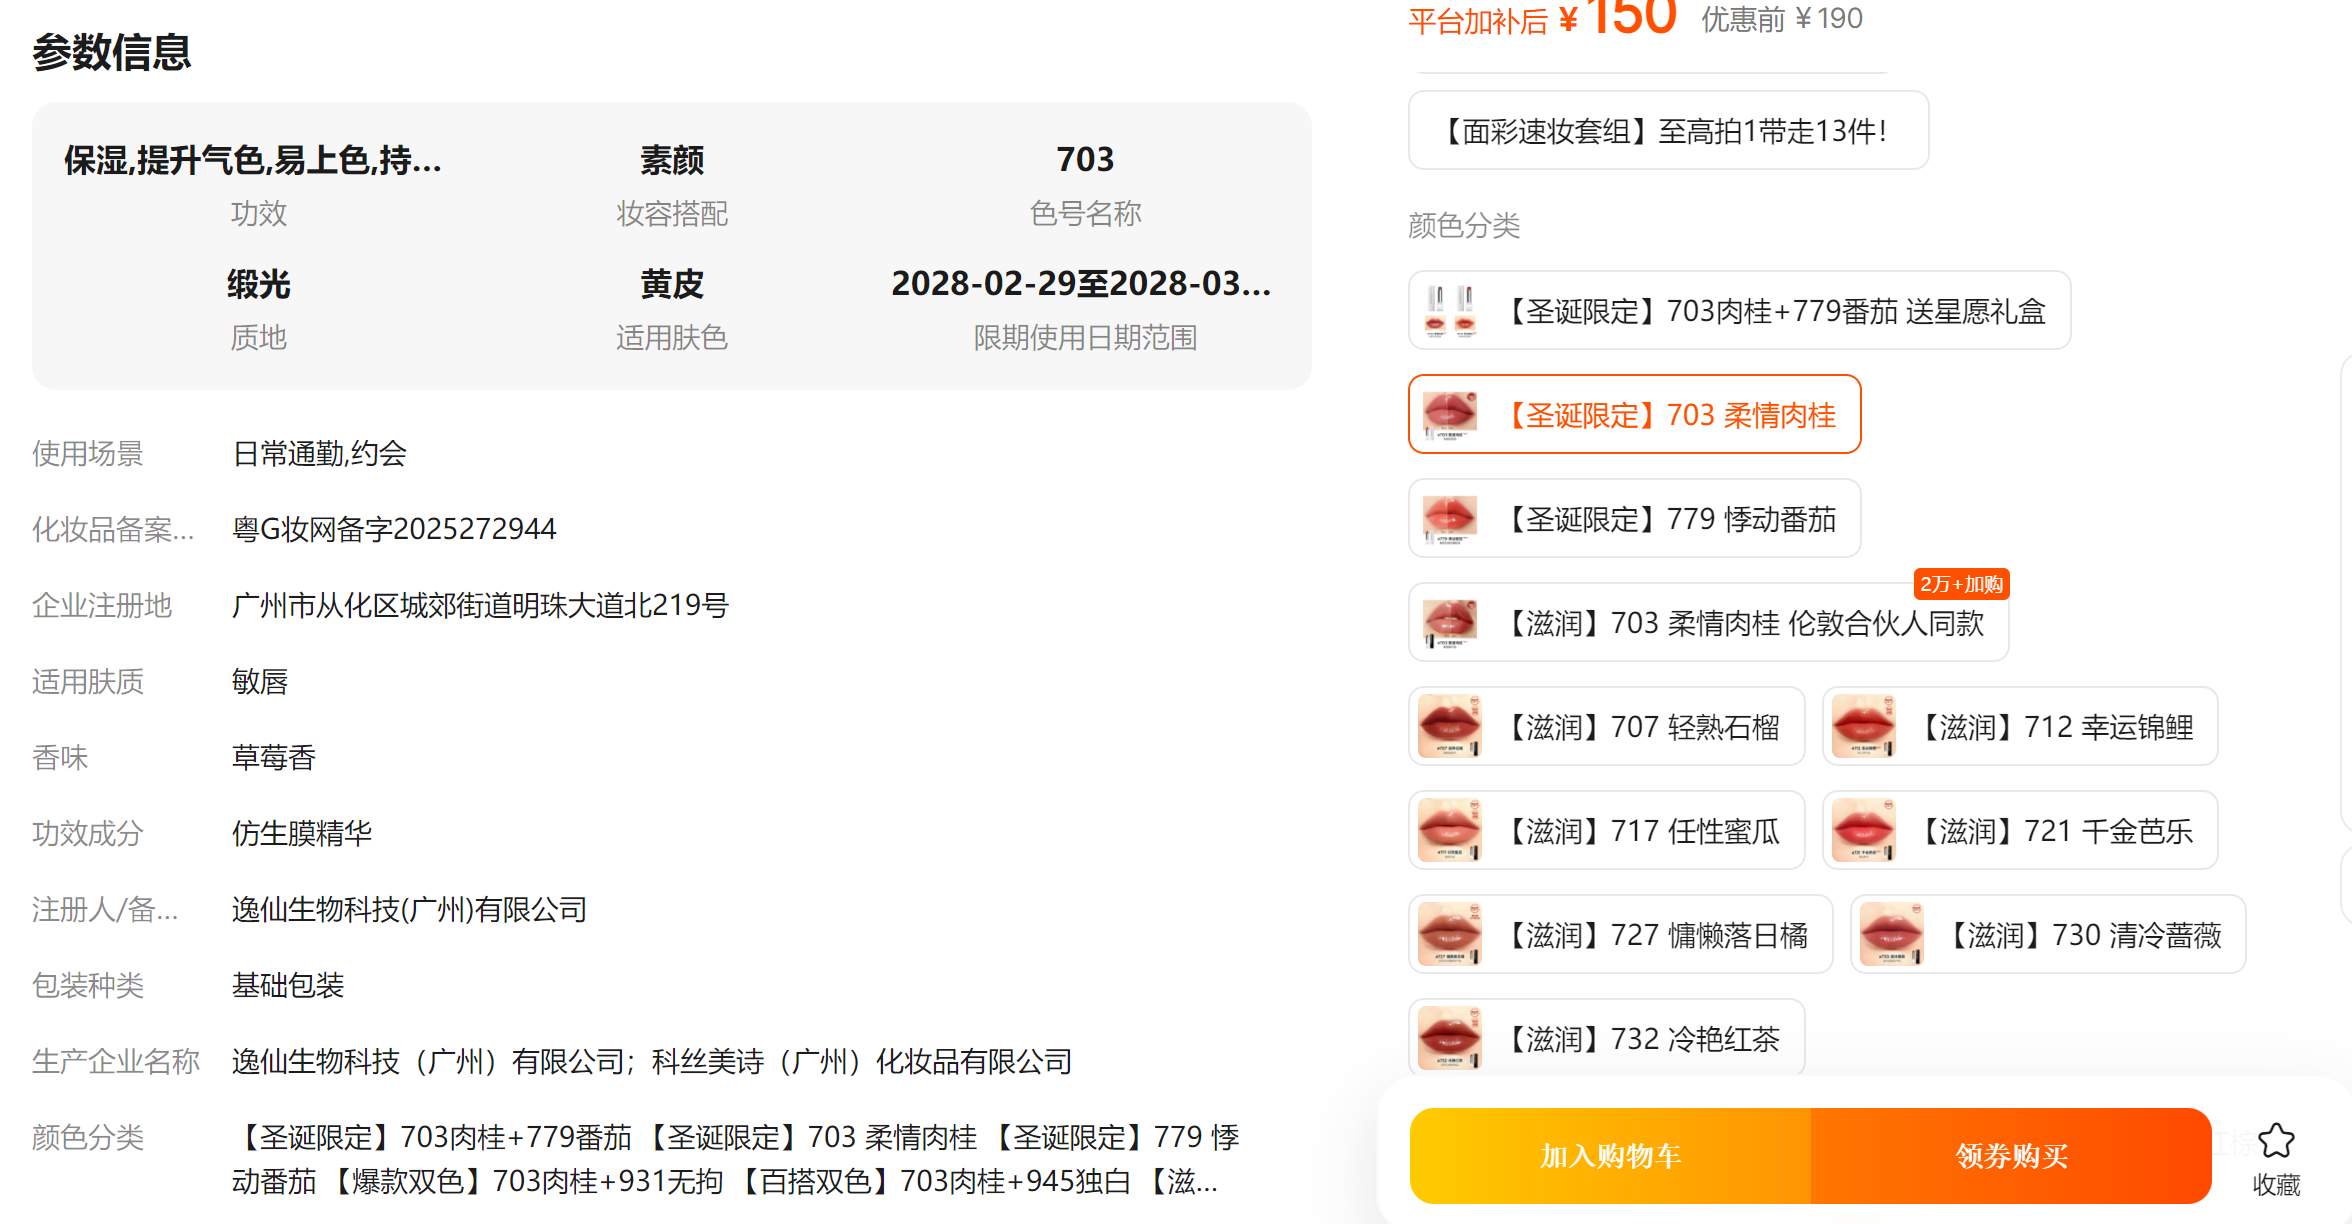 参数信息
保湿,提升气色,易上色,持...
功效
素颜
妆容搭配
703
色号名称
缎光
质地
黄皮
适用肤色
2028-02-29至2028-03...
限期使用日期范围
使用场景 日常通勤,约会
化妆品备案... 粤G妆网备字2025272944
企业注册地 广州市从化区城郊街道明珠大道北219号
适用肤质 敏唇
香味 草莓香
功效成分 仿生膜精华
注册人/备... 逸仙生物科技(广州)有限公司
包装种类 基础包装
生产企业名称 逸仙生物科技（广州）有限公司；科丝美诗（广州）化妆品有限公司
颜色分类 【圣诞限定】703肉桂+779番茄 【圣诞限定】703 柔情肉桂 【圣诞限定】779 悸
动番茄 【爆款双色】703肉桂+931无拘 【百搭双色】703肉桂+945独白 【滋...
平台加补后 ¥150 优惠前 ¥190
【面彩速妆套组】至高拍1带走13件!
颜色分类
【圣诞限定】703肉桂+779番茄 送星愿礼盒
【圣诞限定】703 柔情肉桂
【圣诞限定】779 悸动番茄
2万+加购
【滋润】703 柔情肉桂 伦敦合伙人同款
【滋润】707 轻熟石榴
【滋润】712 幸运锦鲤
【滋润】717 任性蜜瓜
【滋润】721 千金芭乐
【滋润】727 慵懒落日橘
【滋润】730 清冷蔷薇
【滋润】732 冷艳红茶
加入购物车
领券购买
收藏